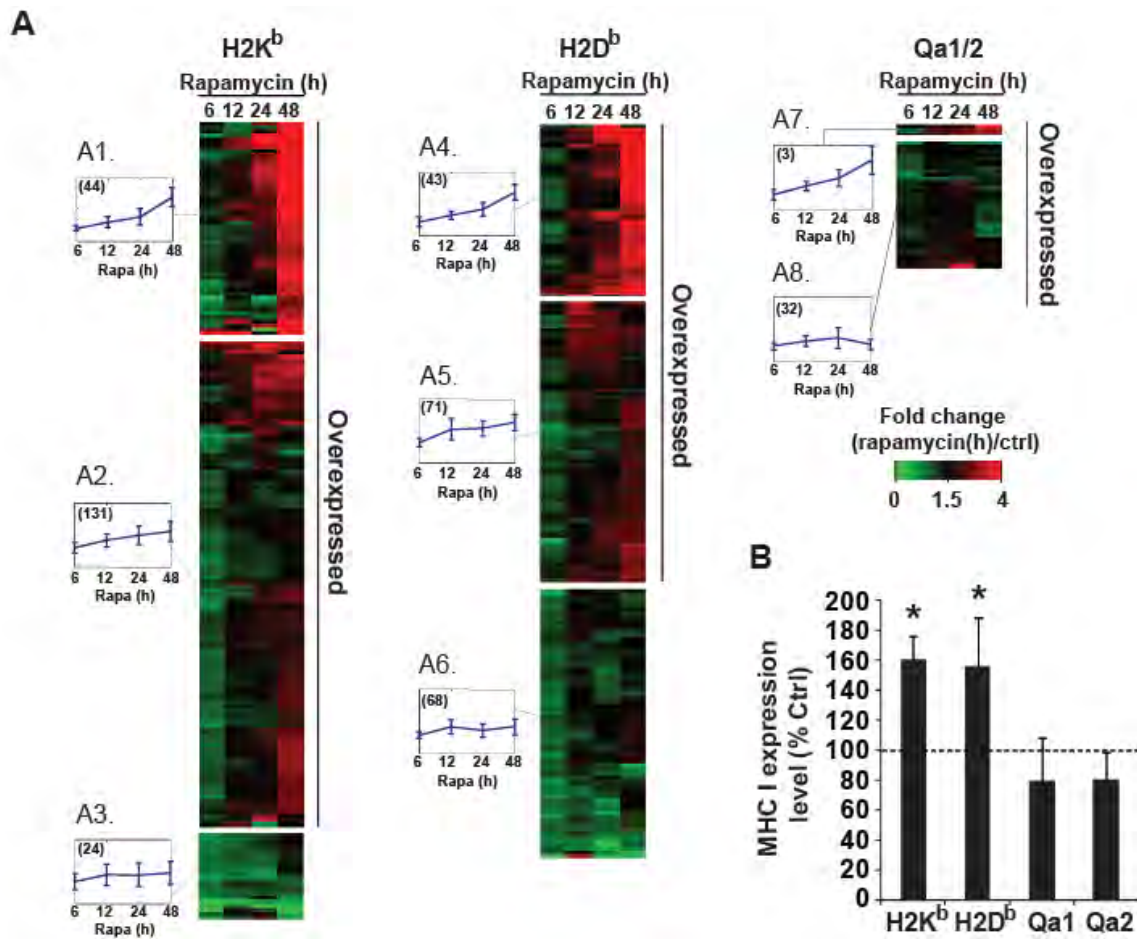 A
H2Kᵇ
Rapamycin (h)
6 12 24 48
A1.
(44)
6 12 24 48
Rapa (h)
A2.
(131)
6 12 24 48
Rapa (h)
A3.
(24)
6 12 24 48
Rapa (h)
Overexpressed
H2Dᵇ
Rapamycin (h)
6 12 24 48
A4.
(43)
6 12 24 48
Rapa (h)
A5.
(71)
6 12 24 48
Rapa (h)
A6.
(68)
6 12 24 48
Rapa (h)
Overexpressed
Qa1/2
Rapamycin (h)
6 12 24 48
A7.
(3)
6 12 24 48
Rapa (h)
A8.
(32)
6 12 24 48
Rapa (h)
Overexpressed
Fold change
(rapamycin(h)/ctrl)
0 1.5 4
B
MHC I expression
level (% Ctrl)
200
180
160
140
120
100
80
60
40
20
0
* *
H2Kᵇ H2Dᵇ Qa1 Qa2